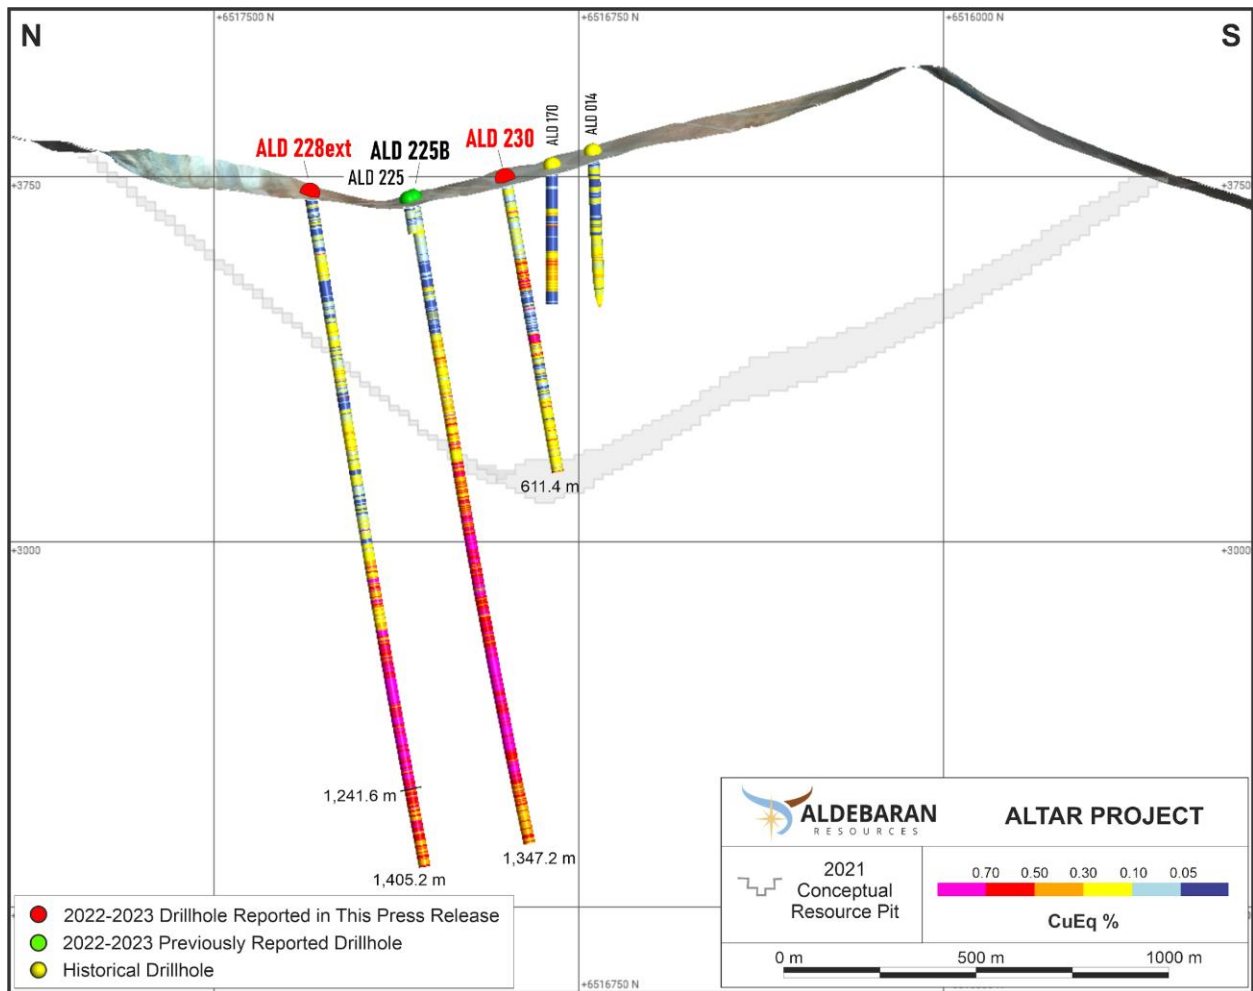 +6517500 N
+6516750 N
+6516000 N
N
S
ALD 228ext
ALD 225B
ALD 225
ALD 230
ALD 170
ALD 014
+3750
+3750
611.4 m
+3000
+3000
1,241.6 m
1,405.2 m
1,347.2 m
2022-2023 Drillhole Reported in This Press Release
2022-2023 Previously Reported Drillhole
Historical Drillhole
+6516750 N
ALDEBARAN
RESOURCES
ALTAR PROJECT
2021
Conceptual
Resource Pit
0.70 0.50 0.30 0.10 0.05
CuEq %
0 m 500 m 1000 m